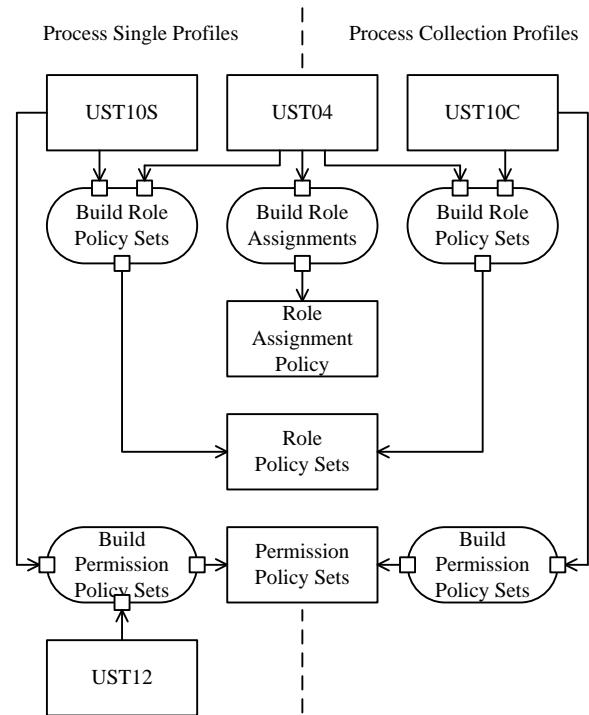 Process Single Profiles
Process Collection Profiles
UST10S
UST04
UST10C
Build Role
Policy Sets
Build Role
Assignments
Build Role
Policy Sets
Role
Assignment
Policy
Role
Policy Sets
Build
Permission
Policy Sets
Permission
Policy Sets
Build
Permission
Policy Sets
UST12